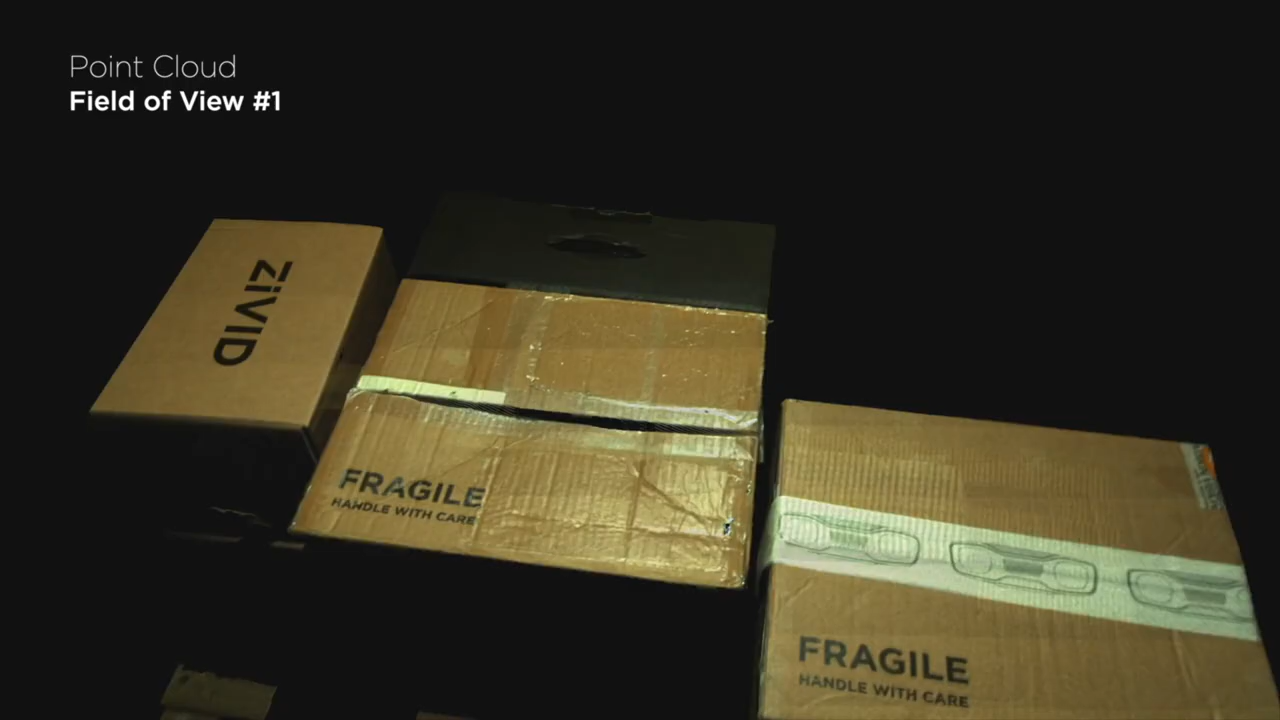 Point Cloud
Field of View #1
ZiViD
FRAGILE
HANDLE WITH CARE
FRAGILE
HANDLE WITH CARE